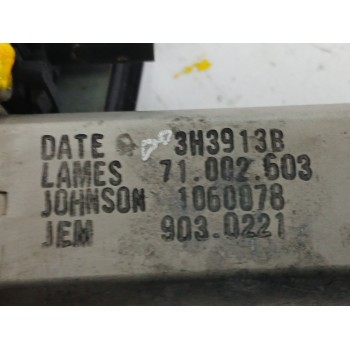 DATE 3H3913B
LAMES 71.002.603
JOHNSON 1060078
JEM 903.0221